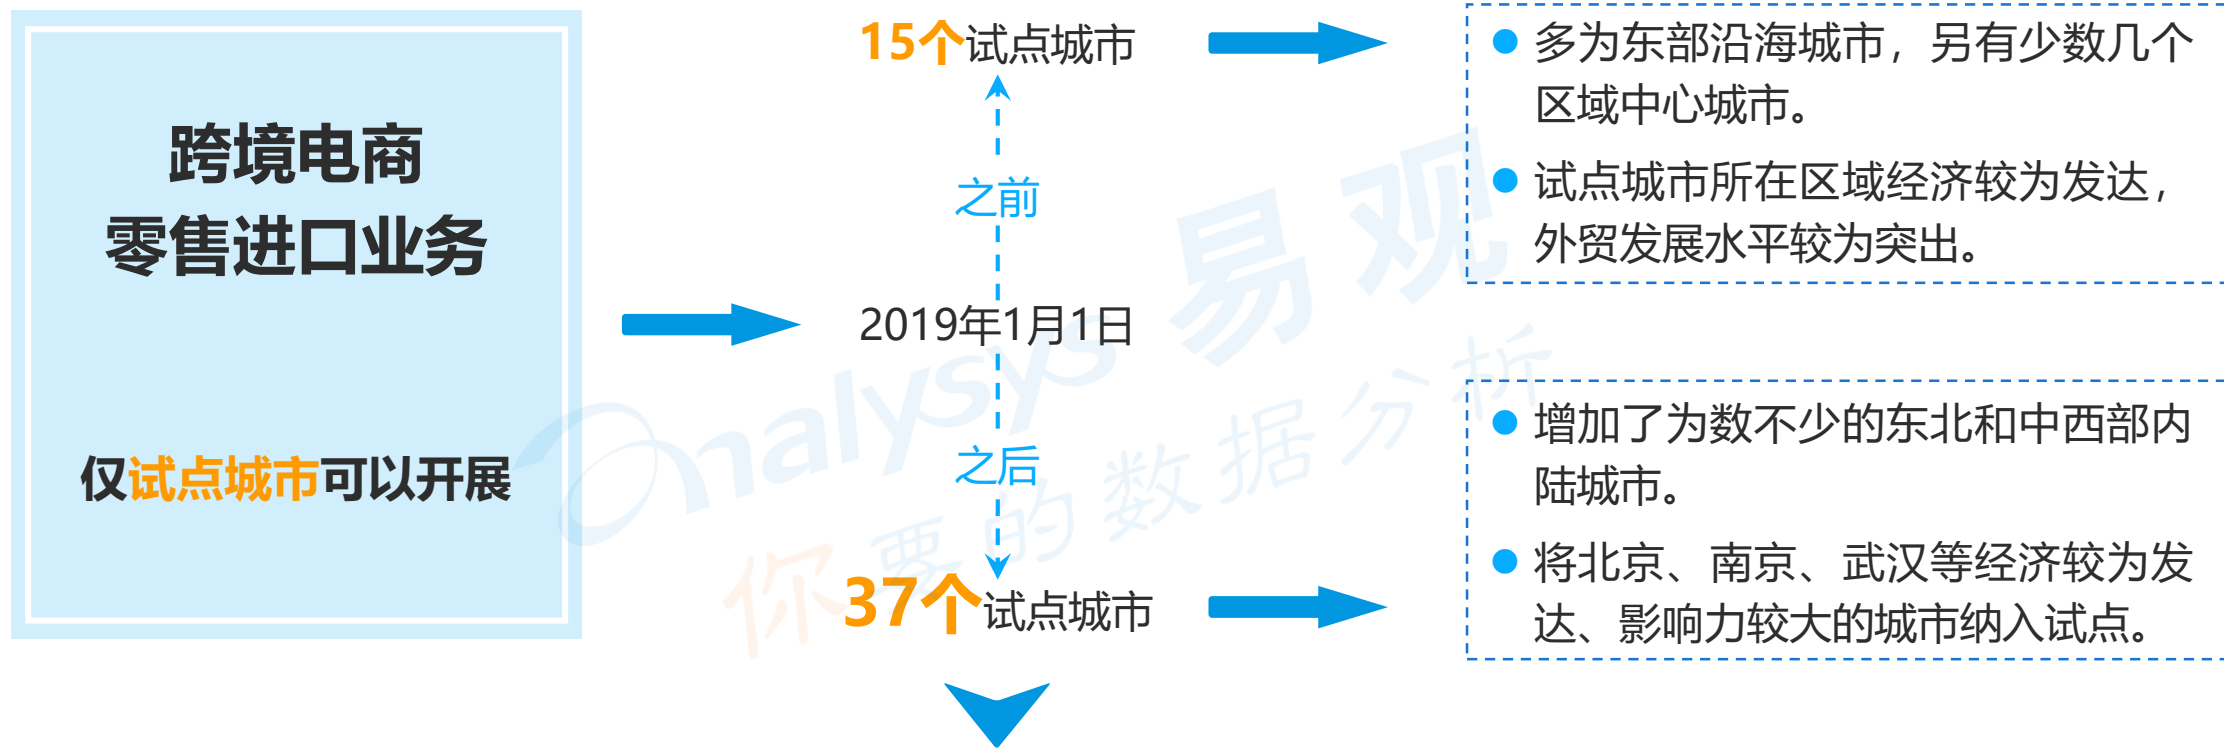 跨境电商
零售进口业务
仅试点城市可以开展
15个试点城市
之前
2019年1月1日
之后
37个试点城市
多为东部沿海城市，另有少数几个
区域中心城市。
试点城市所在区域经济较为发达，
外贸发展水平较为突出。
增加了为数不少的东北和中西部内
陆城市。
将北京、南京、武汉等经济较为发
达、影响力较大的城市纳入试点。
analysys 易观
你要的数据分析